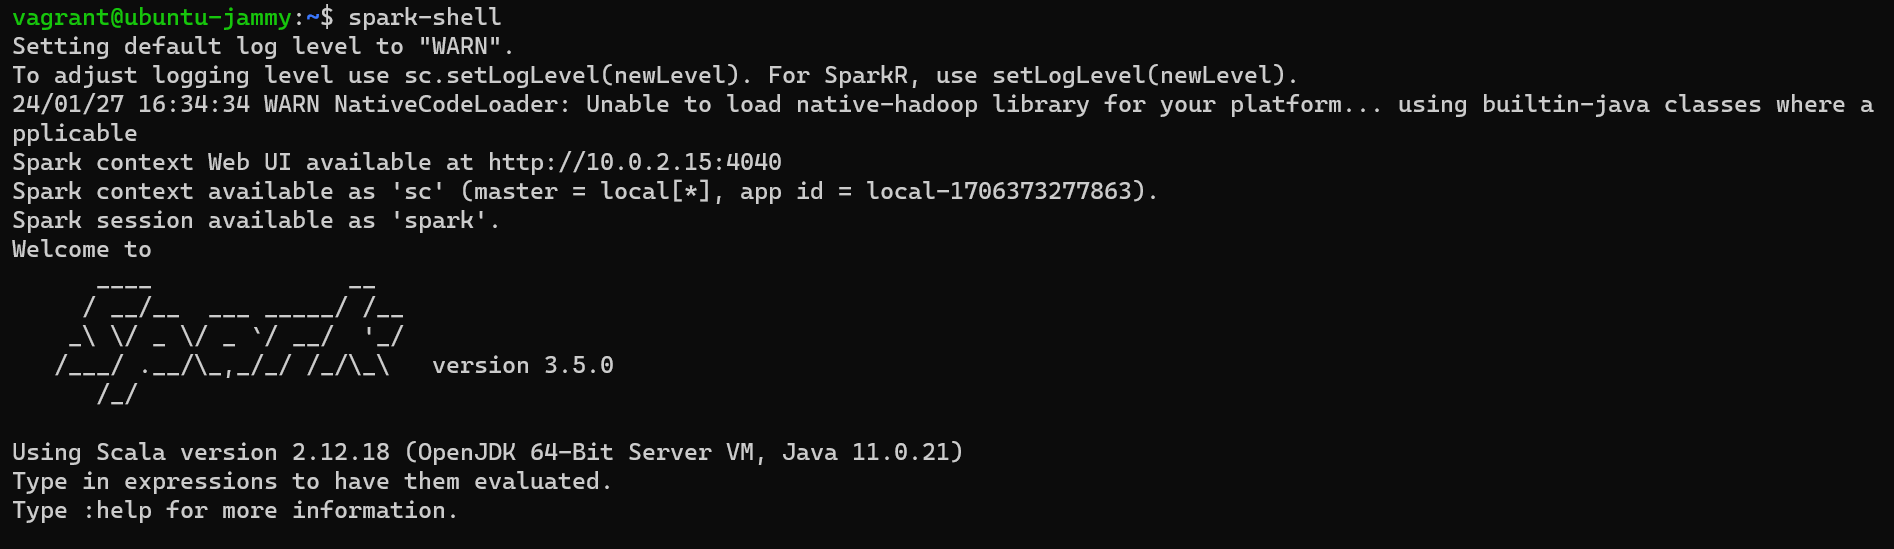 vagrant@ubuntu-jammy:~$ spark-shell
Setting default log level to "WARN".
To adjust logging level use sc.setLogLevel(newLevel). For SparkR, use setLogLevel(newLevel).
24/01/27 16:34:34 WARN NativeCodeLoader: Unable to load native-hadoop library for your platform... using builtin-java classes where a
pplicable
Spark context Web UI available at http://10.0.2.15:4040
Spark context available as 'sc' (master = local[*], app id = local-1706373277863).
Spark session available as 'spark'.
Welcome to
      ____              __
     / __/__  ___ _____/ /__
    _\ \/ _ \/ _ `/ __/  '_/
   /___/ .__/\_,_/_/ /_/\_\   version 3.5.0
      /_/

Using Scala version 2.12.18 (OpenJDK 64-Bit Server VM, Java 11.0.21)
Type in expressions to have them evaluated.
Type :help for more information.